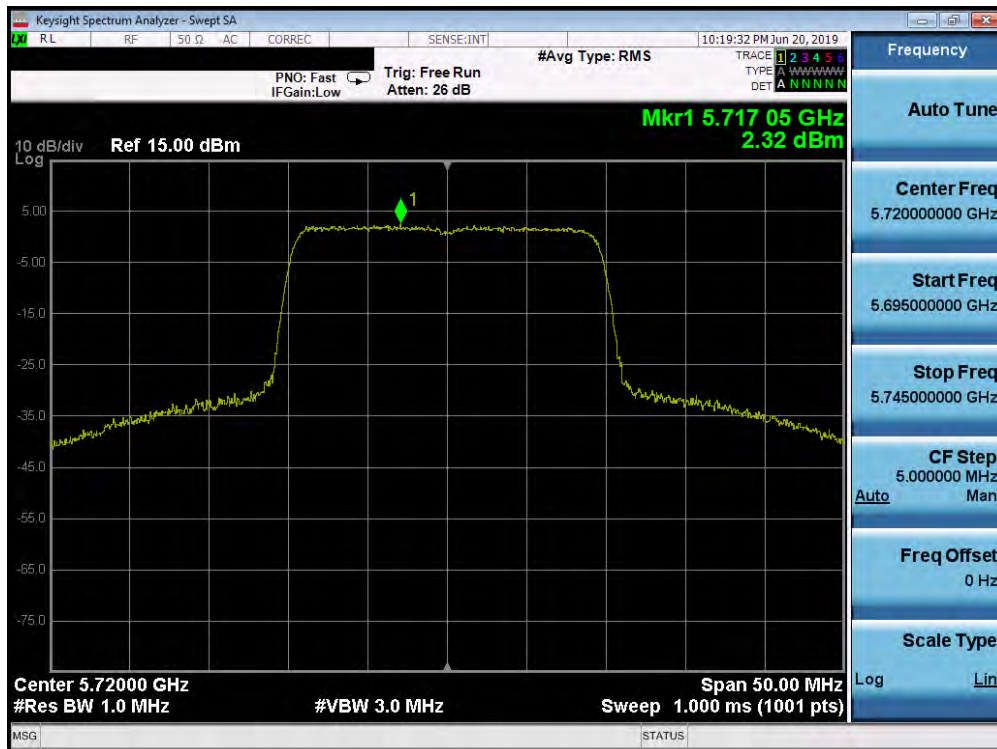 Keysight Spectrum Analyzer - Swept SA
LXI RL RF 50 Ω AC CORREC SENSE:INT 10:19:32 PM Jun 20, 2019
#Avg Type: RMS TRACE 1 2 3 4 5 6
PNO: Fast Trig: Free Run TYPE A WWWWW
IFGain:Low Atten: 26 dB DET A N N N N N
Mkr1 5.717 05 GHz
2.32 dBm
10 dB/div Ref 15.00 dBm
Log
1
5.00
-5.00
-15.0
-25.0
-35.0
-45.0
-55.0
-65.0
-75.0
Center 5.72000 GHz Span 50.00 MHz
#Res BW 1.0 MHz #VBW 3.0 MHz Sweep 1.000 ms (1001 pts)
MSG STATUS
Frequency
Auto Tune
Center Freq
5.720000000 GHz
Start Freq
5.695000000 GHz
Stop Freq
5.745000000 GHz
CF Step
5.000000 MHz
Auto Man
Freq Offset
0 Hz
Scale Type
Log Lin